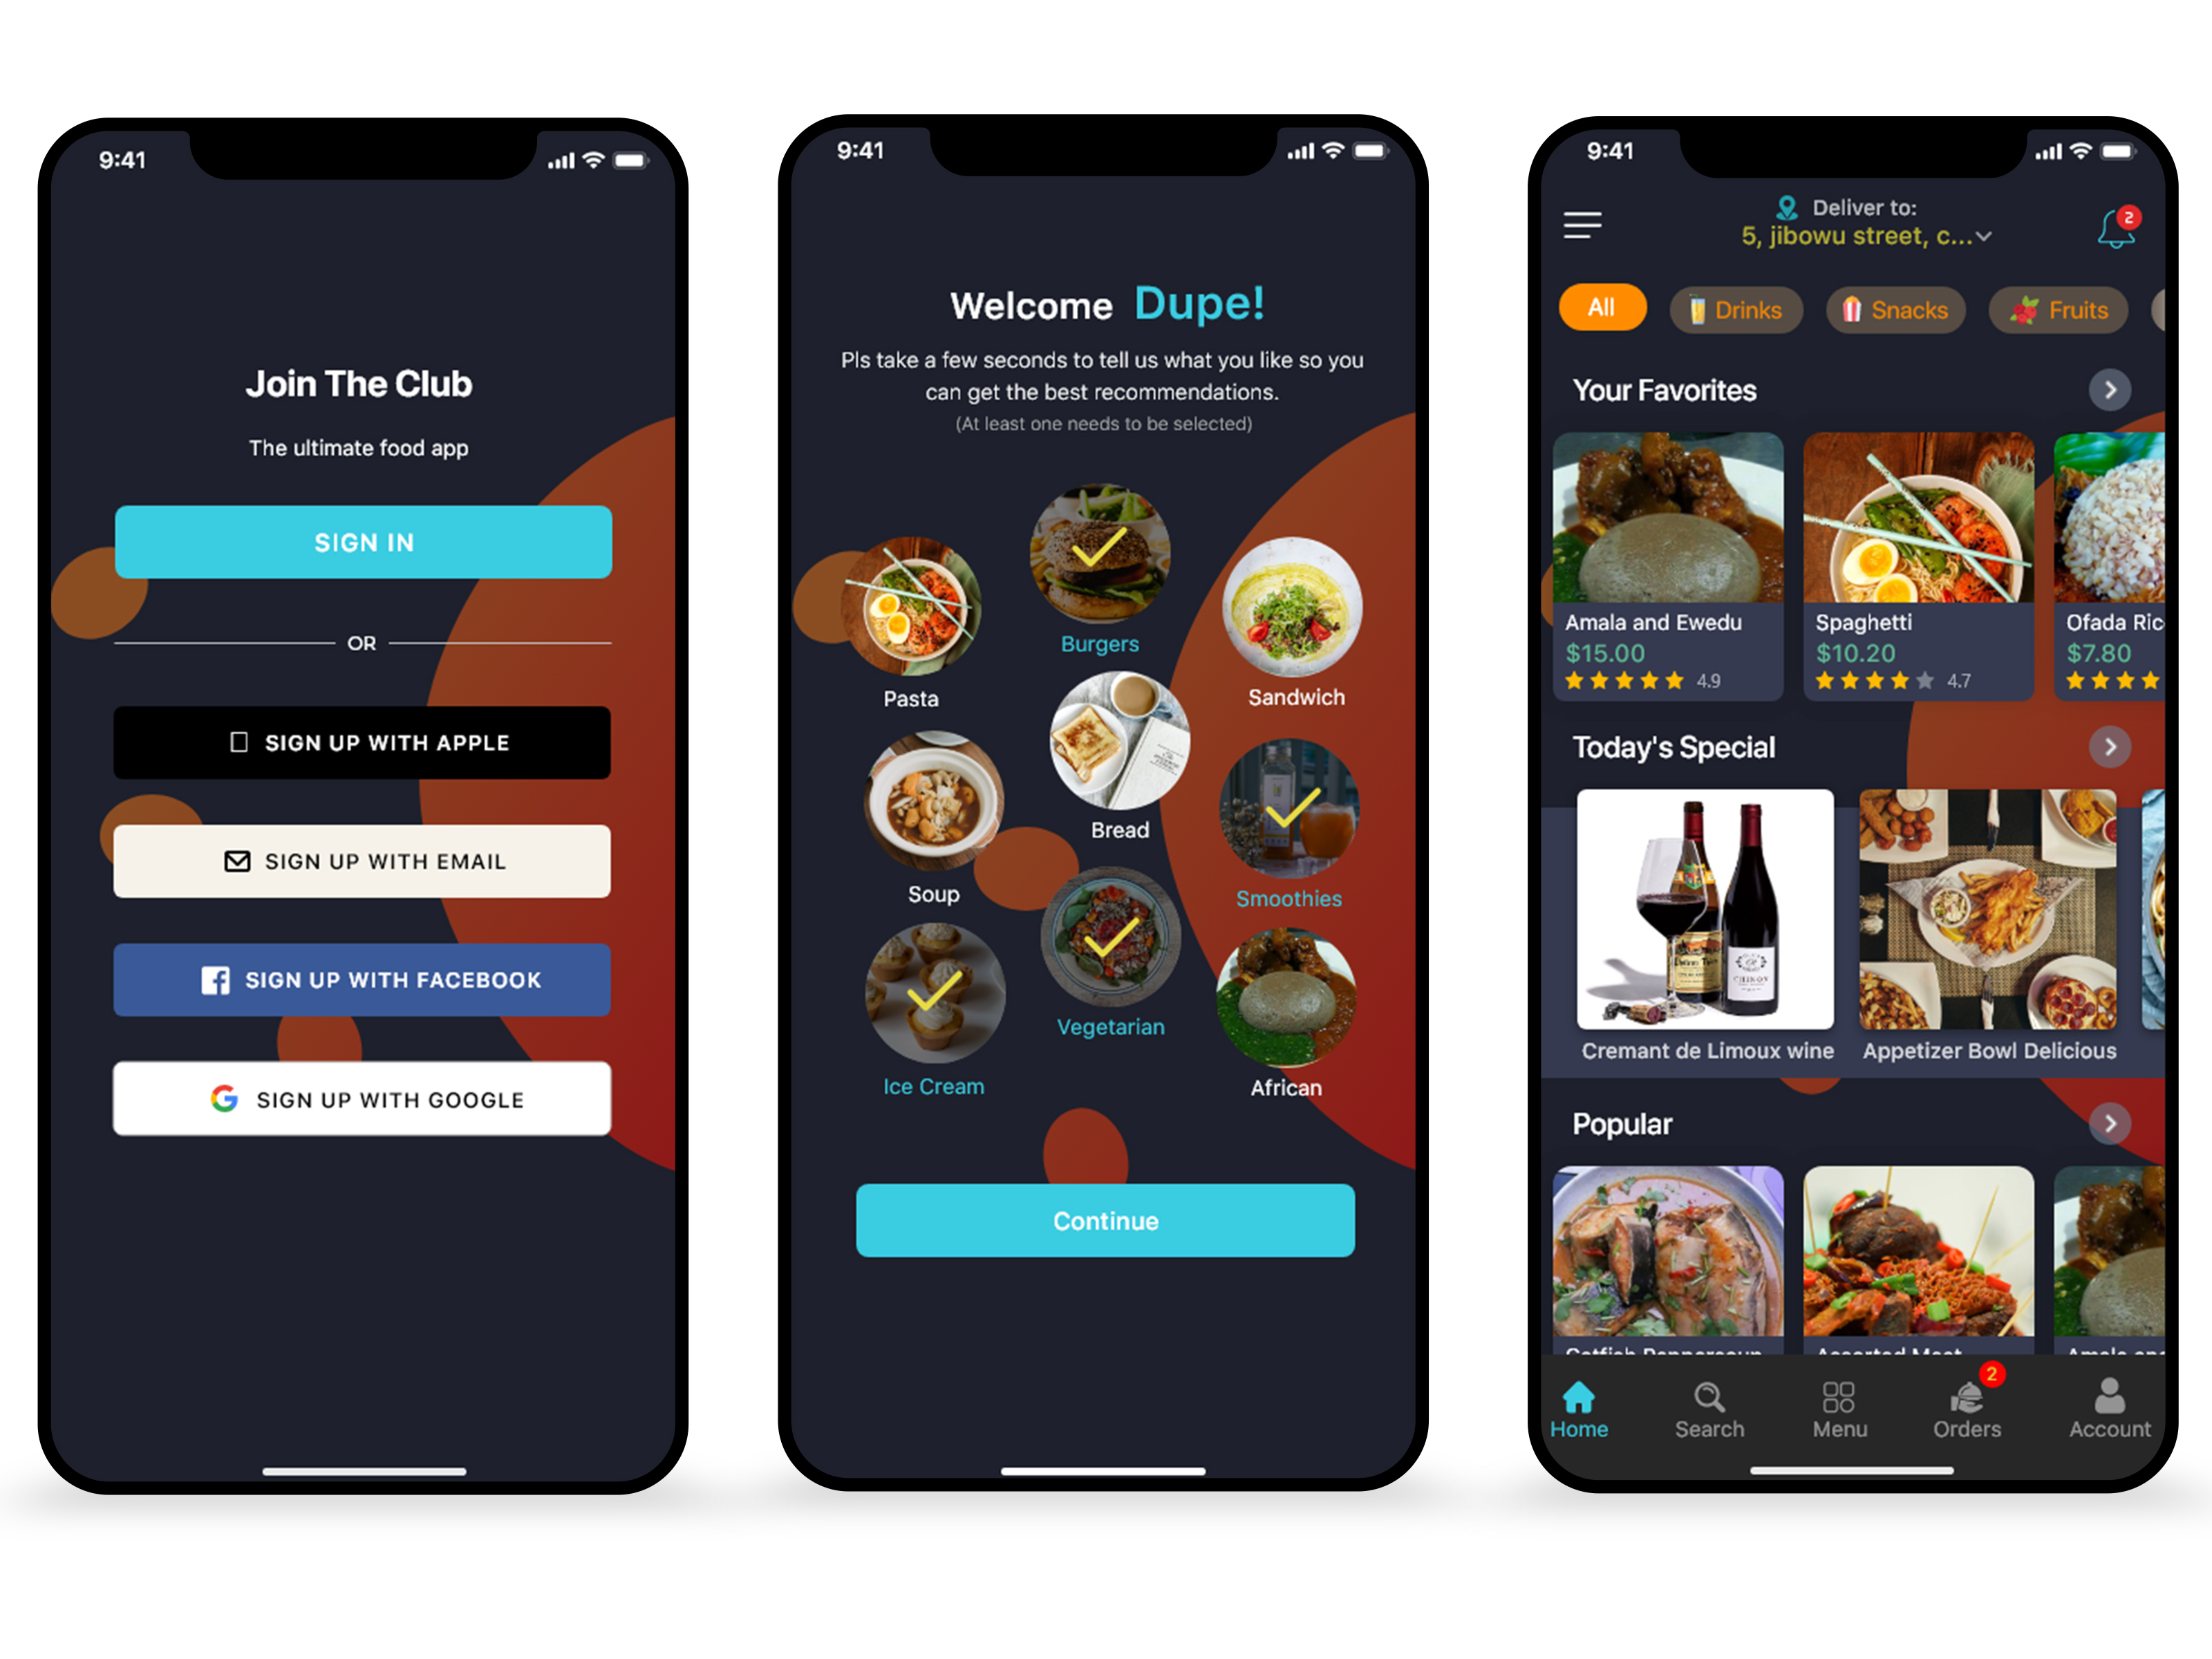 9:41
Join The Club
The ultimate food app
SIGN IN
OR
SIGN UP WITH APPLE
SIGN UP WITH EMAIL
SIGN UP WITH FACEBOOK
SIGN UP WITH GOOGLE
9:41
Welcome Dupe!
Pls take a few seconds to tell us what you like so you
can get the best recommendations.
(At least one needs to be selected)
Burgers
Pasta
Sandwich
Bread
Soup
Smoothies
Vegetarian
Ice Cream
African
Continue
9:41
Deliver to:
5, jibowu street, c...
2
All
Drinks
Snacks
Fruits
Your Favorites
Amala and Ewedu
Spaghetti
Ofada Ric
$15.00
$10.20
$7.80
4.9
4.7
Today's Special
CHINON
Cremant de Limoux wine
Appetizer Bowl Delicious
Popular
Catfish Peppersoup
Assorted Meat
2
Home
Search
Menu
Orders
Account